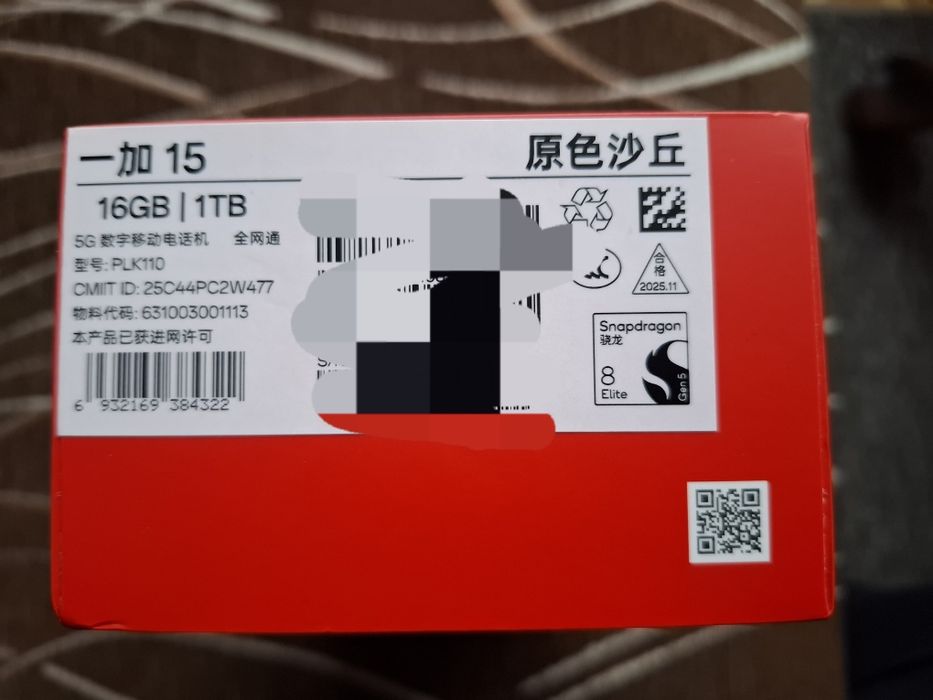 一加 15
原色沙丘
16GB | 1TB
5G 数字移动电话机 全网通
型号: PLK110
CMIIT ID: 25C44PC2W477
物料代码: 631003001113
本产品已获进网许可
6 932169 384322
合格
2025.11
Snapdragon
骁龙
8
Elite
Gen 5